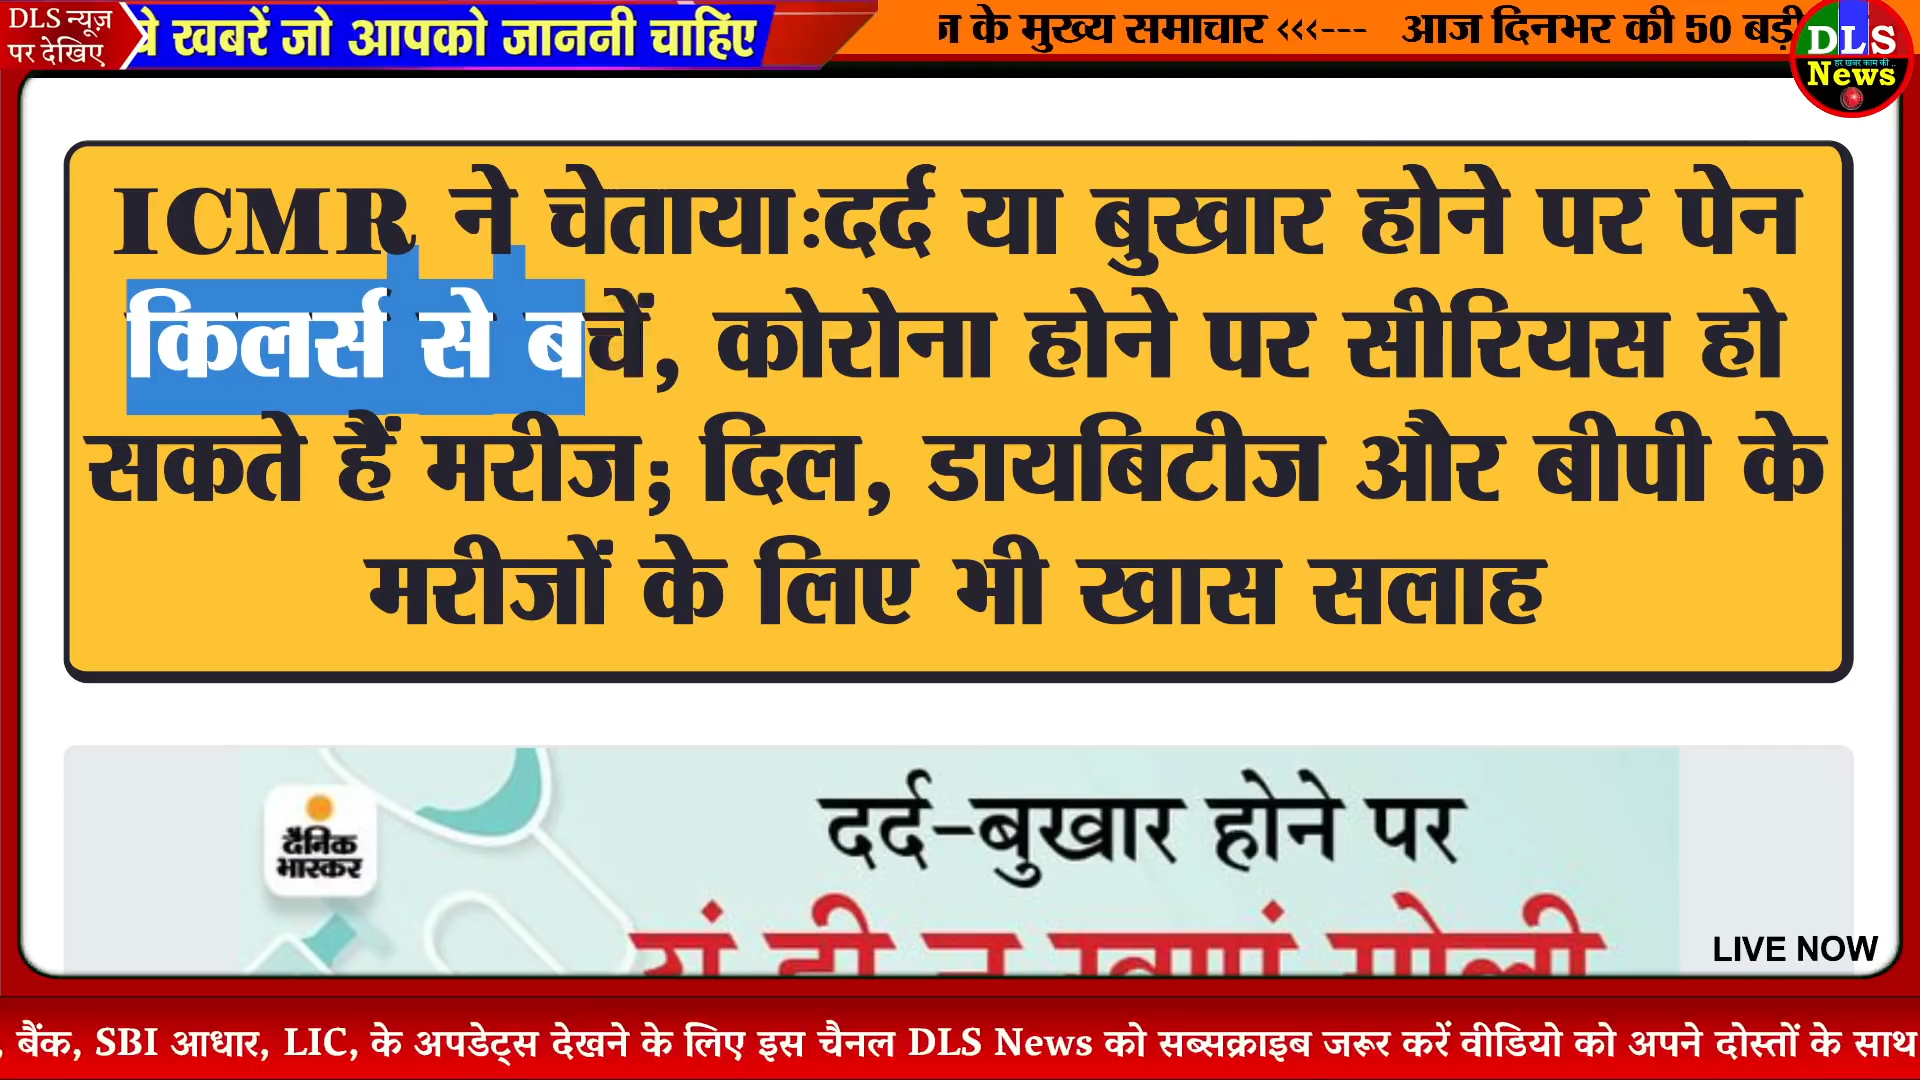 DLS न्यूज़
पर देखिए
ये खबरें जो आपको जाननी चाहिए
के मुख्य समाचार <<<--- आज दिनभर की 50 बड़ी
DLS
हर खबर काम की ..
News
ICMR ने चेतायाःदर्द या बुखार होने पर पेन
किलर्स से बचें, कोरोना होने पर सीरियस हो
सकते हैं मरीज; दिल, डायबिटीज और बीपी के
मरीजों के लिए भी खास सलाह
दैनिक
भास्कर
दर्द-बुखार होने पर
यूं ही न खाएं गोली
LIVE NOW
, बैंक, SBI आधार, LIC, के अपडेट्स देखने के लिए इस चैनल DLS News को सब्सक्राइब जरूर करें वीडियो को अपने दोस्तों के साथ